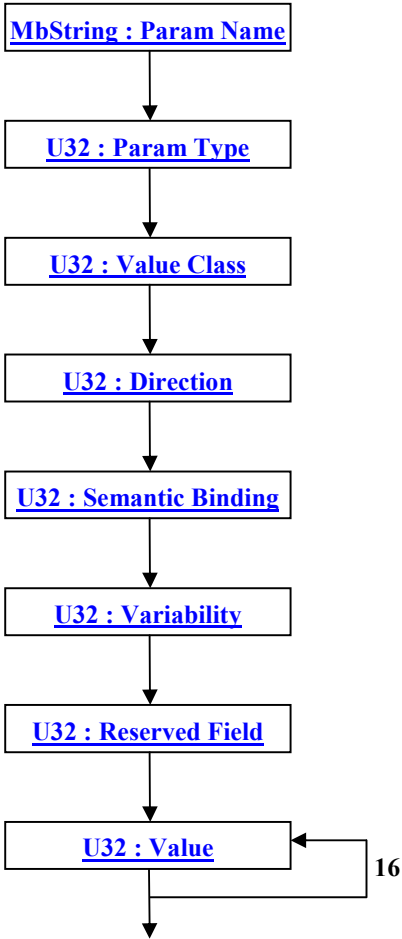 MbString : Param Name
U32 : Param Type
U32 : Value Class
U32 : Direction
U32 : Semantic Binding
U32 : Variability
U32 : Reserved Field
U32 : Value
16